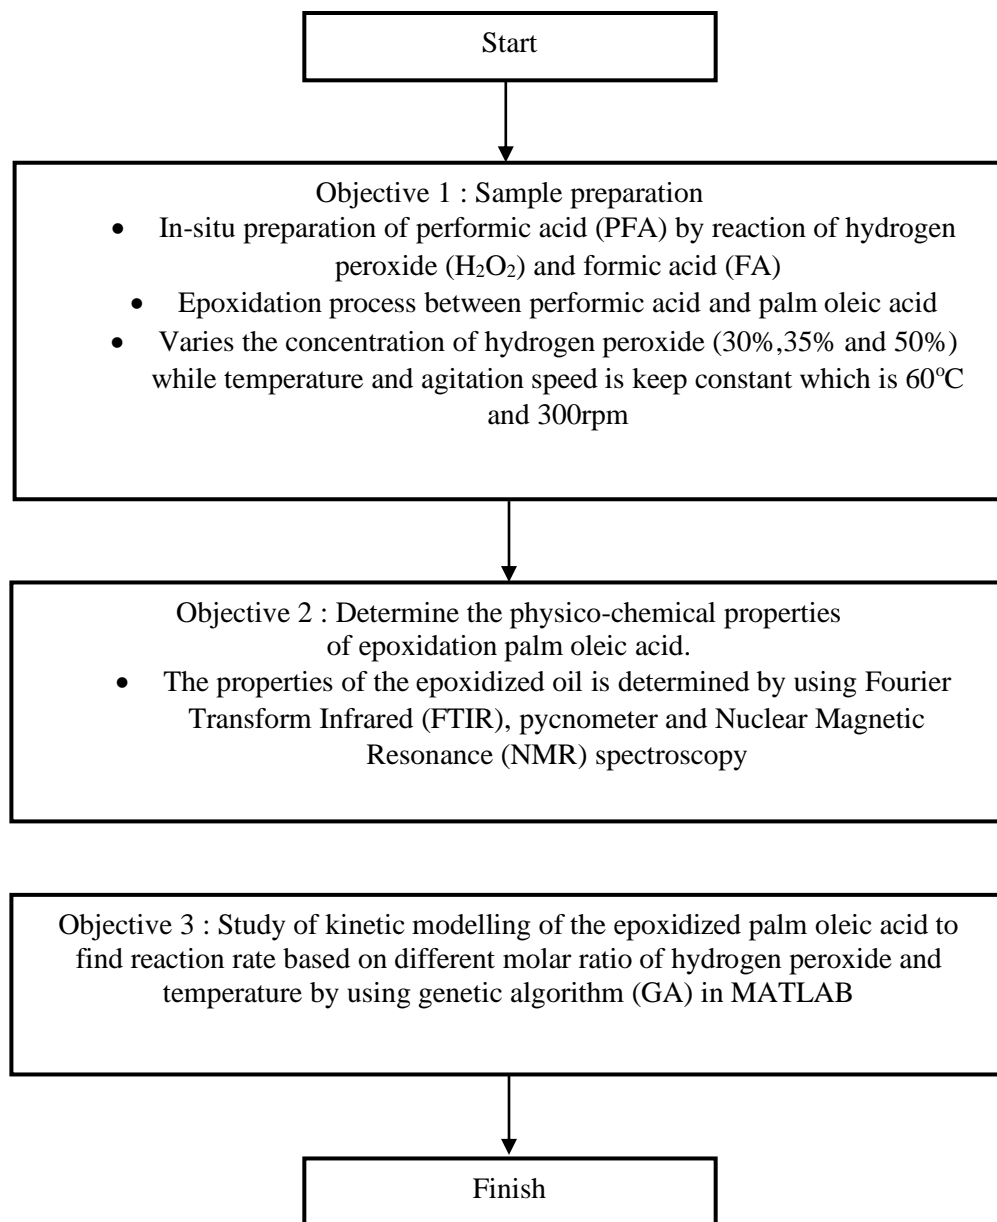 Start
Objective 1 : Sample preparation
• In-situ preparation of performic acid (PFA) by reaction of hydrogen
peroxide (H₂O₂) and formic acid (FA)
• Epoxidation process between performic acid and palm oleic acid
• Varies the concentration of hydrogen peroxide (30%,35% and 50%)
while temperature and agitation speed is keep constant which is 60°C
and 300rpm
Objective 2 : Determine the physico-chemical properties
of epoxidation palm oleic acid.
• The properties of the epoxidized oil is determined by using Fourier
Transform Infrared (FTIR), pycnometer and Nuclear Magnetic
Resonance (NMR) spectroscopy
Objective 3 : Study of kinetic modelling of the epoxidized palm oleic acid to
find reaction rate based on different molar ratio of hydrogen peroxide and
temperature by using genetic algorithm (GA) in MATLAB
Finish